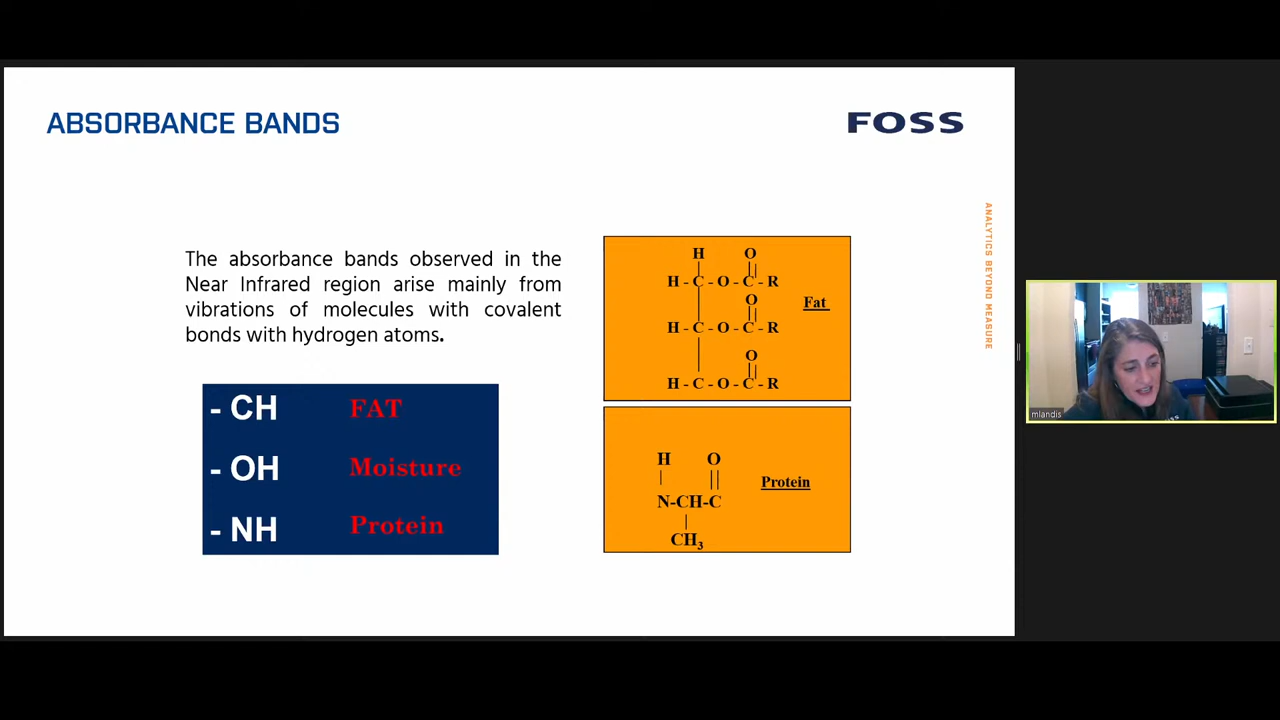 ABSORBANCE BANDS
FOSS
ANALYTICS BEYOND MEASURE
The absorbance bands observed in the
Near Infrared region arise mainly from
vibrations of molecules with covalent
bonds with hydrogen atoms.
- CH FAT
- OH Moisture
- NH Protein
H O
H - C - O - C - R
O
Fat
H - C - O - C - R
O
H - C - O - C - R
H O
Protein
N-CH-C
CH₃
mlandis